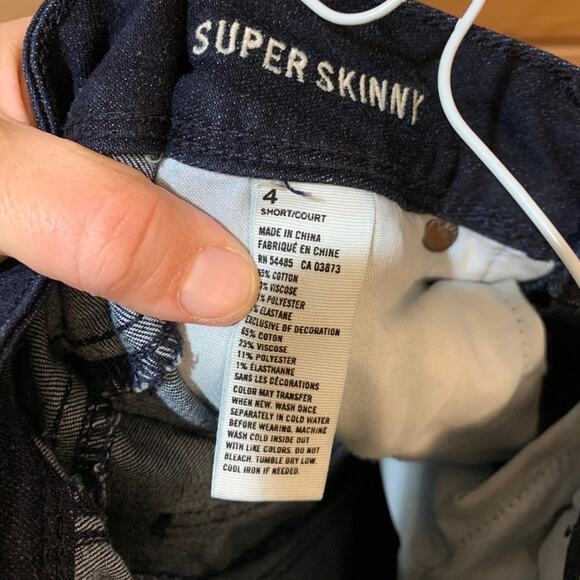 SUPER SKINNY
4
SHORT/COURT
MADE IN CHINA
FABRIQUÉ EN CHINE
RN 54485 CA 03873
5% COTTON
% VISCOSE
% POLYESTER
% ELASTANE
EXCLUSIVE OF DECORATION
65% COTON
23% VISCOSE
11% POLYESTER
1% ÉLASTHANNE
SANS LES DÉCORATIONS
COLOR MAY TRANSFER
WHEN NEW. WASH ONCE
SEPARATELY IN COLD WATER
BEFORE WEARING. MACHINE
WASH COLD INSIDE OUT
WITH LIKE COLORS. DO NOT
BLEACH. TUMBLE DRY LOW.
COOL IRON IF NEEDED.